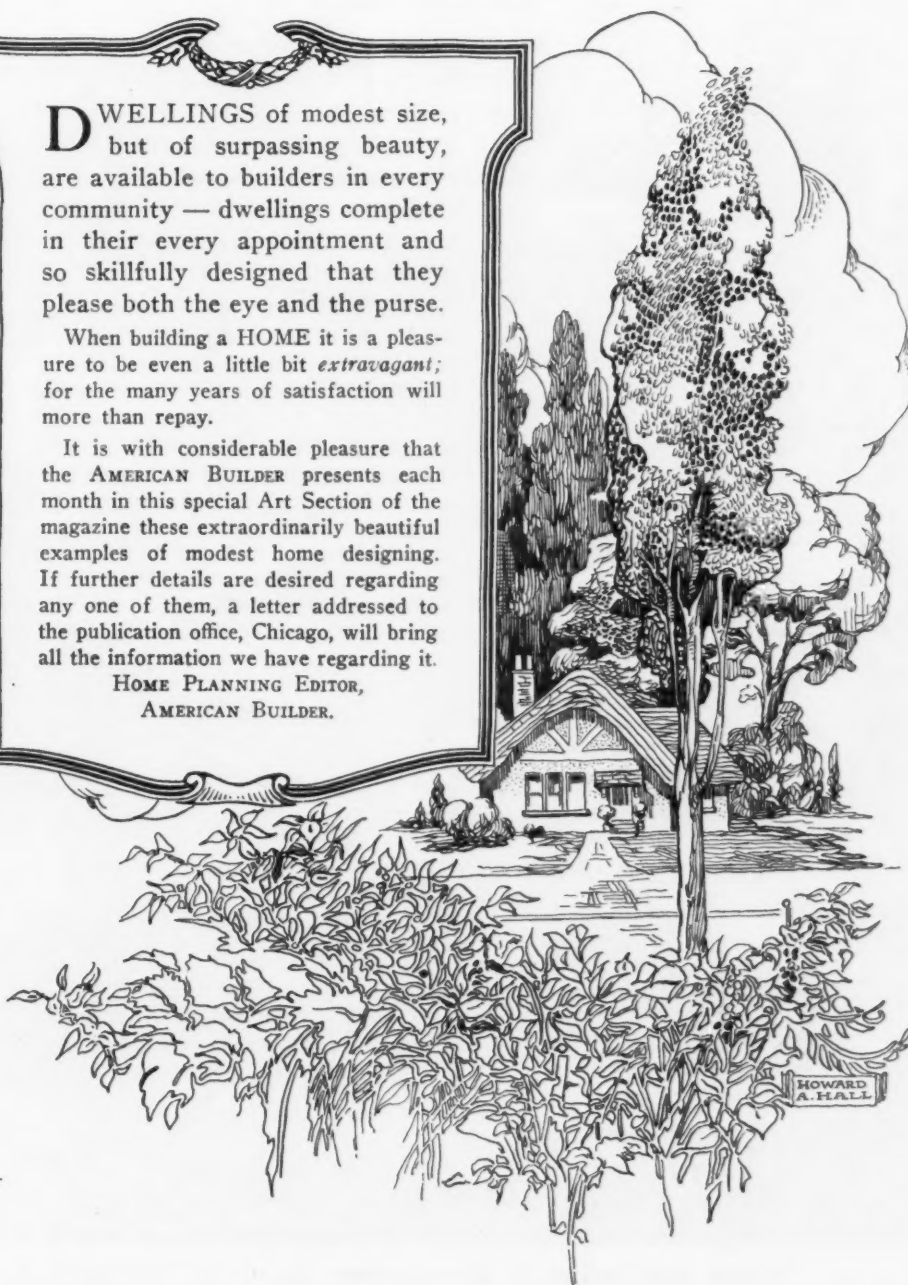 DWELLINGS of modest size,
but of surpassing beauty,
are available to builders in every
community — dwellings complete
in their every appointment and
so skillfully designed that they
please both the eye and the purse.
When building a HOME it is a pleas-
ure to be even a little bit extravagant;
for the many years of satisfaction will
more than repay.
It is with considerable pleasure that
the AMERICAN BUILDER presents each
month in this special Art Section of the
magazine these extraordinarily beautiful
examples of modest home designing.
If further details are desired regarding
any one of them, a letter addressed to
the publication office, Chicago, will bring
all the information we have regarding it.
HOME PLANNING EDITOR,
AMERICAN BUILDER.
HOWARD
A. HALL